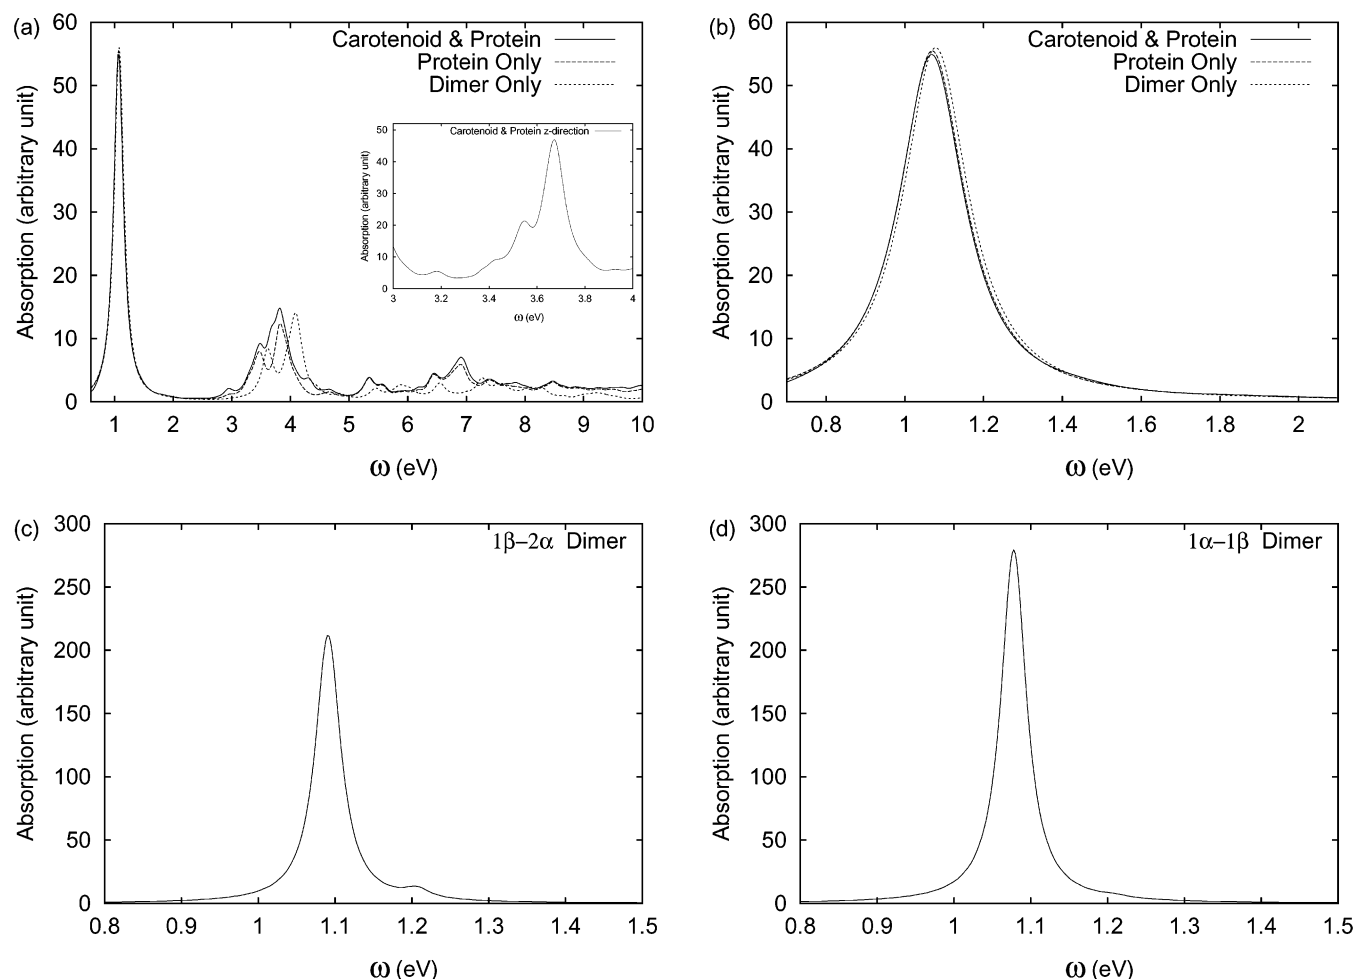 (a)
60
50
40
30
20
10
0
Absorption (arbitrary unit)
Carotenoid & Protein
Protein Only
Dimer Only
50
40
30
20
10
0
Absorption (arbitrary unit)
Carotenoid & Protein z-direction
3 3.2 3.4 3.6 3.8 4
ω (eV)
1 2 3 4 5 6 7 8 9 10
ω (eV)
(b)
60
50
40
30
20
10
0
Absorption (arbitrary unit)
Carotenoid & Protein
Protein Only
Dimer Only
0.8 1 1.2 1.4 1.6 1.8 2
ω (eV)
(c)
300
250
200
150
100
50
0
Absorption (arbitrary unit)
1β–2α Dimer
0.8 0.9 1 1.1 1.2 1.3 1.4 1.5
ω (eV)
(d)
300
250
200
150
100
50
0
Absorption (arbitrary unit)
1α–1β Dimer
0.8 0.9 1 1.1 1.2 1.3 1.4 1.5
ω (eV)